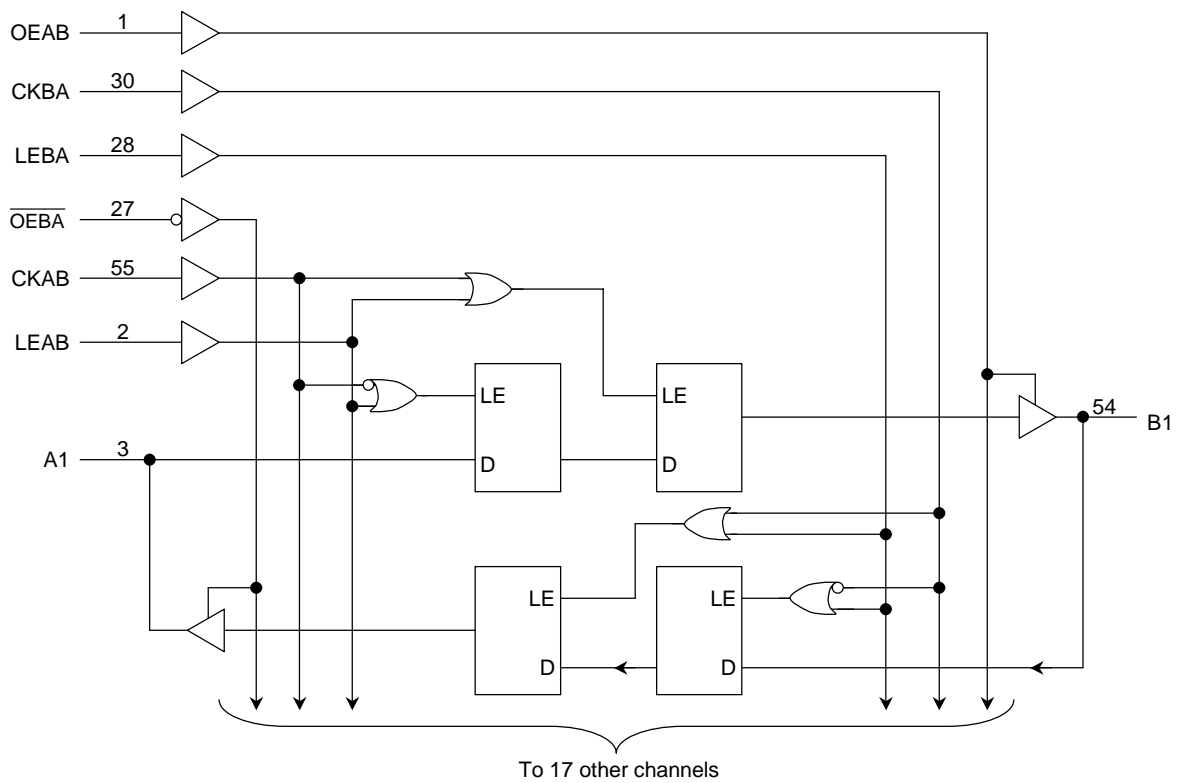 OEAB 1
CKBA 30
LEBA 28
OEBA 27
CKAB 55
LEAB 2
LE LE
54 B1
A1 3 D D
LE LE
D D
To 17 other channels